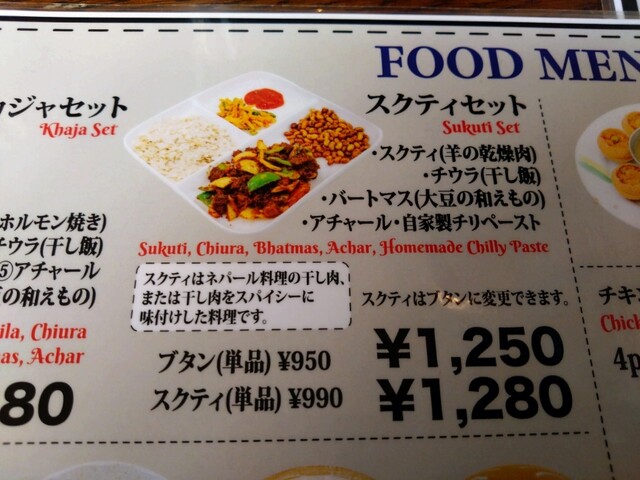 FOOD MEN
ジャセット
Khaja Set
ホルモン焼き)
チウラ(干し飯)
⑤アチャール
の和えもの)
ila, Chiura
as, Achar
80
スクティセット
Sukuti Set
・スクティ(羊の乾燥肉)
・チウラ(干し飯)
・バートマス(大豆の和えもの)
・アチャール・自家製チリペースト
Sukuti, Chiura, Bhatmas, Achar, Homemade Chilly Paste
スクティはネパール料理の干し肉、
または干し肉をスパイシーに
味付けした料理です。
スクティはブタンに変更できます。
ブタン(単品) ¥950
¥1,250
スクティ(単品) ¥990
¥1,280
チキ
Chic
4p